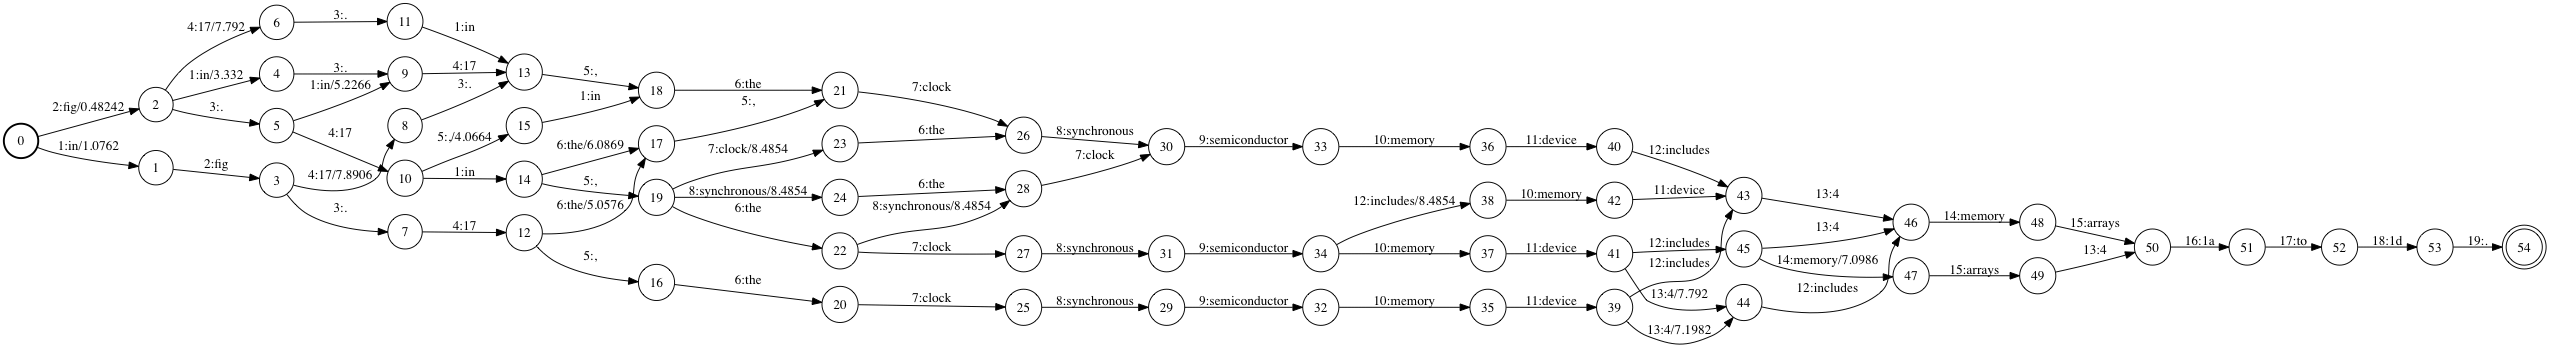 0
2:fig/0.48242
1:in/1.0762
2
1
4:17/7.792
1:in/3.332
3:.
2:fig
6
4
5
3
3:.
3:.
1:in/5.2266
4:17
4:17/7.8906
3:.
11
9
8
10
7
1:in
4:17
3:.
5:,/4.0664
1:in
4:17
13
15
14
12
5:,
1:in
6:the/6.0869
5:,
6:the/5.0576
5:,
18
17
19
16
6:the
5:,
7:clock/8.4854
8:synchronous/8.4854
6:the
6:the
21
23
24
22
20
7:clock
6:the
6:the
8:synchronous/8.4854
7:clock
7:clock
26
28
27
25
8:synchronous
7:clock
8:synchronous
8:synchronous
30
31
29
9:semiconductor
9:semiconductor
9:semiconductor
33
34
32
10:memory
12:includes/8.4854
10:memory
10:memory
36
38
37
35
11:device
10:memory
11:device
11:device
40
42
41
39
12:includes
11:device
12:includes
12:includes
13:4/7.792
13:4/7.1982
43
45
44
13:4
13:4
14:memory/7.0986
12:includes
46
47
14:memory
15:arrays
48
49
15:arrays
13:4
50
16:1a
51
17:to
52
18:1d
53
19:.
54